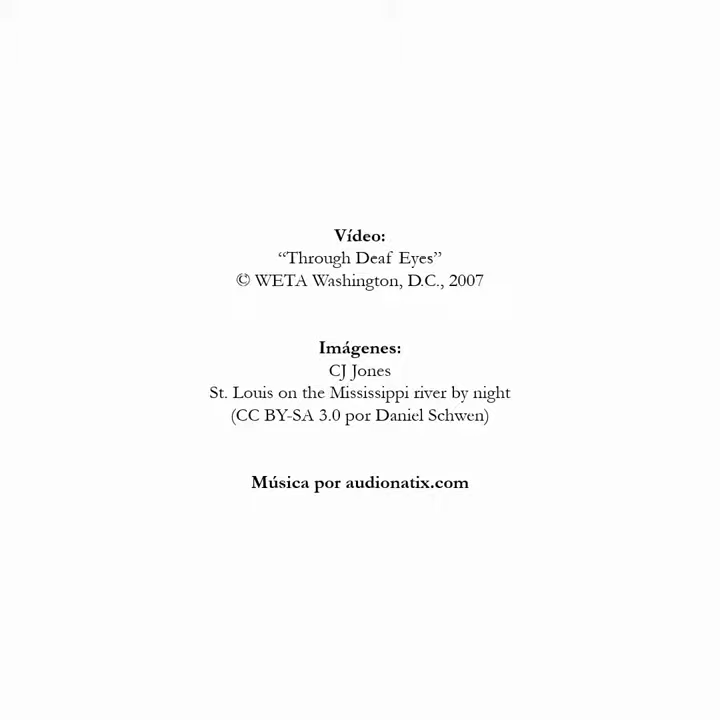 Vídeo:
“Through Deaf Eyes”
© WETA Washington, D.C., 2007
Imágenes:
CJ Jones
St. Louis on the Mississippi river by night
(CC BY-SA 3.0 por Daniel Schwen)
Música por audionatix.com